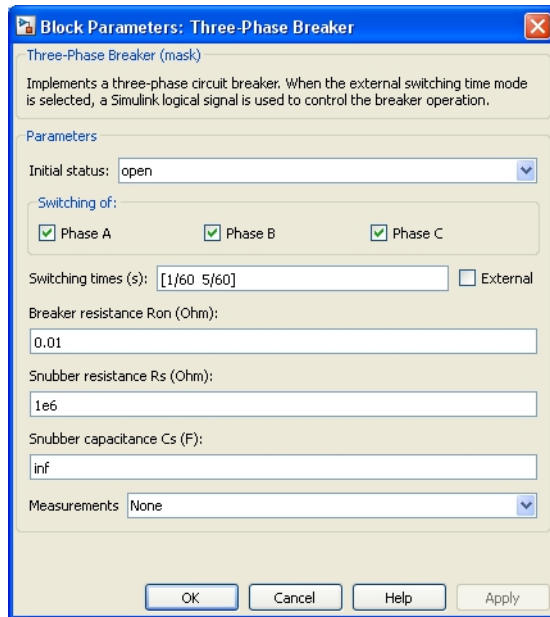 Block Parameters: Three-Phase Breaker
Three-Phase Breaker (mask)
Implements a three-phase circuit breaker. When the external switching time mode
is selected, a Simulink logical signal is used to control the breaker operation.
Parameters
Initial status: open
Switching of:
Phase A Phase B Phase C
Switching times (s): [1/60 5/60] External
Breaker resistance Ron (Ohm):
0.01
Snubber resistance Rs (Ohm):
1e6
Snubber capacitance Cs (F):
inf
Measurements None
OK Cancel Help Apply